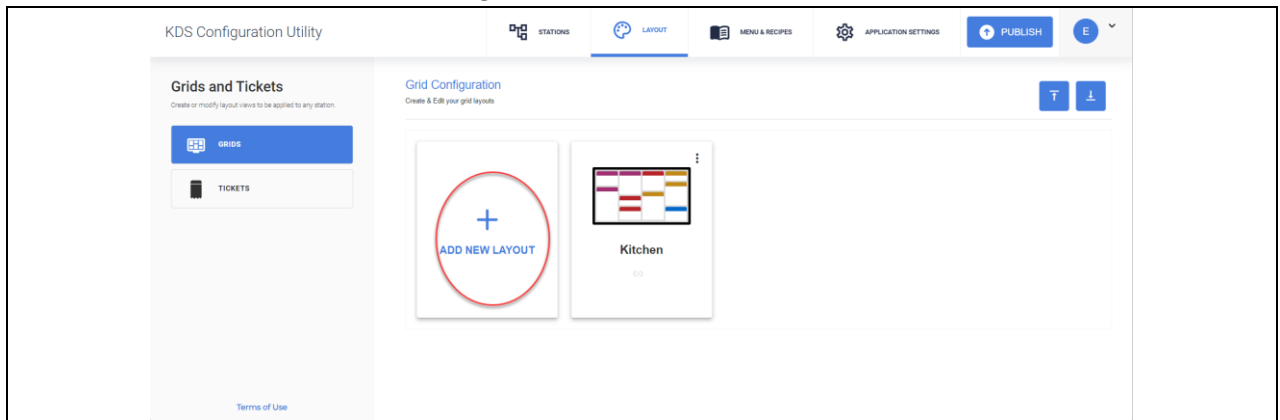 KDS Configuration Utility
STATIONS
LAYOUT
MENU & RECIPES
APPLICATION SETTINGS
PUBLISH
E
Grids and Tickets
Create or modify layout views to be applied to any station.
GRIDS
TICKETS
Grid Configuration
Create & Edit your grid layouts
ADD NEW LAYOUT
Kitchen
Terms of Use